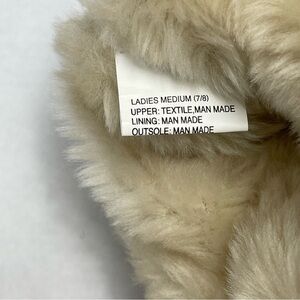 LADIES MEDIUM (7/8)
UPPER: TEXTILE,MAN MADE
LINING: MAN MADE
OUTSOLE: MAN MADE